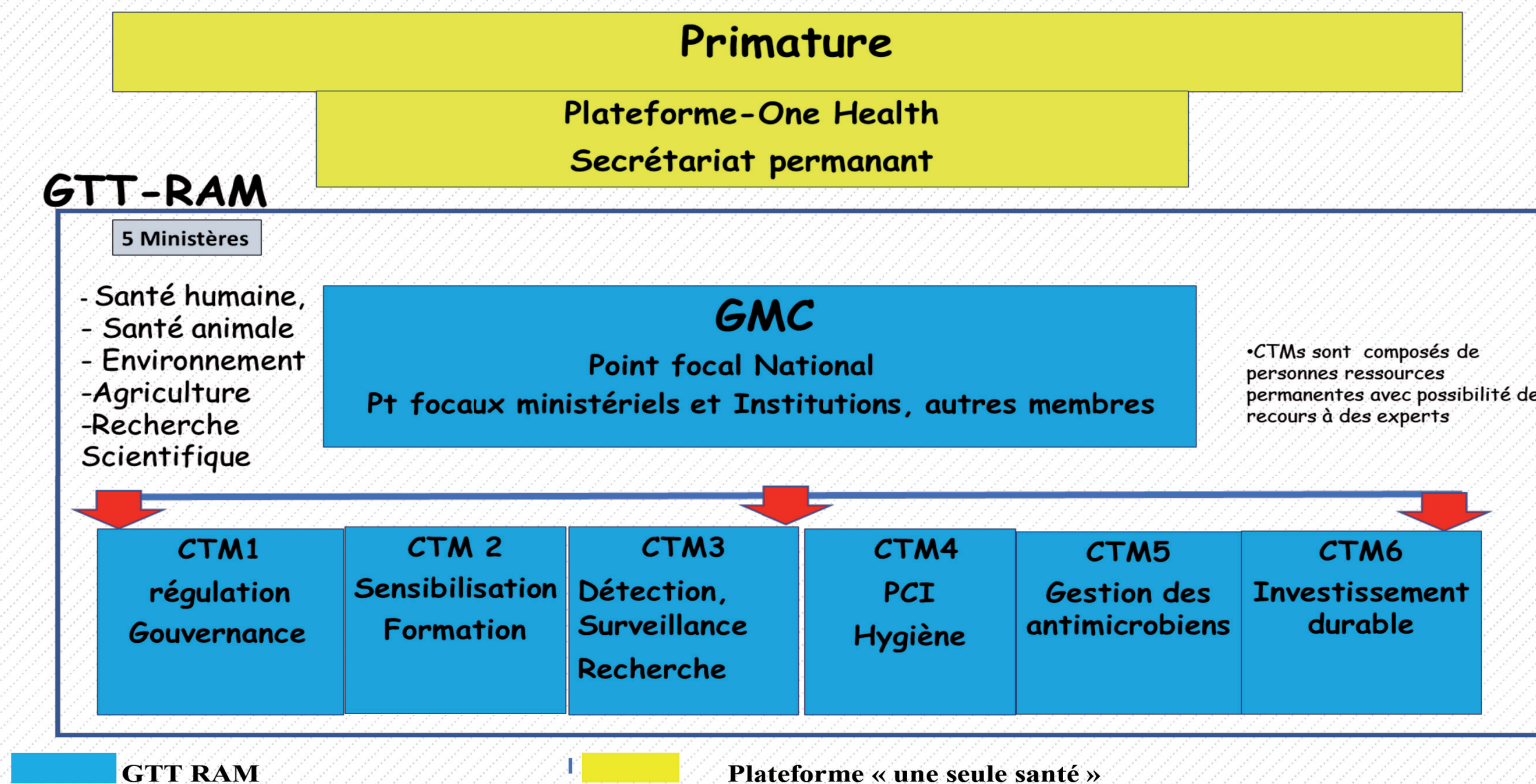 Primature
Plateforme-One Health
Secrétariat permanant
GTT-RAM
5 Ministères
- Santé humaine,
- Santé animale
- Environnement
-Agriculture
-Recherche
Scientifique
GMC
Point focal National
Pt focaux ministériels et Institutions, autres membres
•CTMs sont composés de
personnes ressources
permanentes avec possibilité de
recours à des experts
CTM1
régulation
Gouvernance
CTM 2
Sensibilisation
Formation
CTM3
Détection,
Surveillance
Recherche
CTM4
PCI
Hygiène
CTM5
Gestion des
antimicrobiens
CTM6
Investissement
durable
GTT RAM
Plateforme « une seule santé »